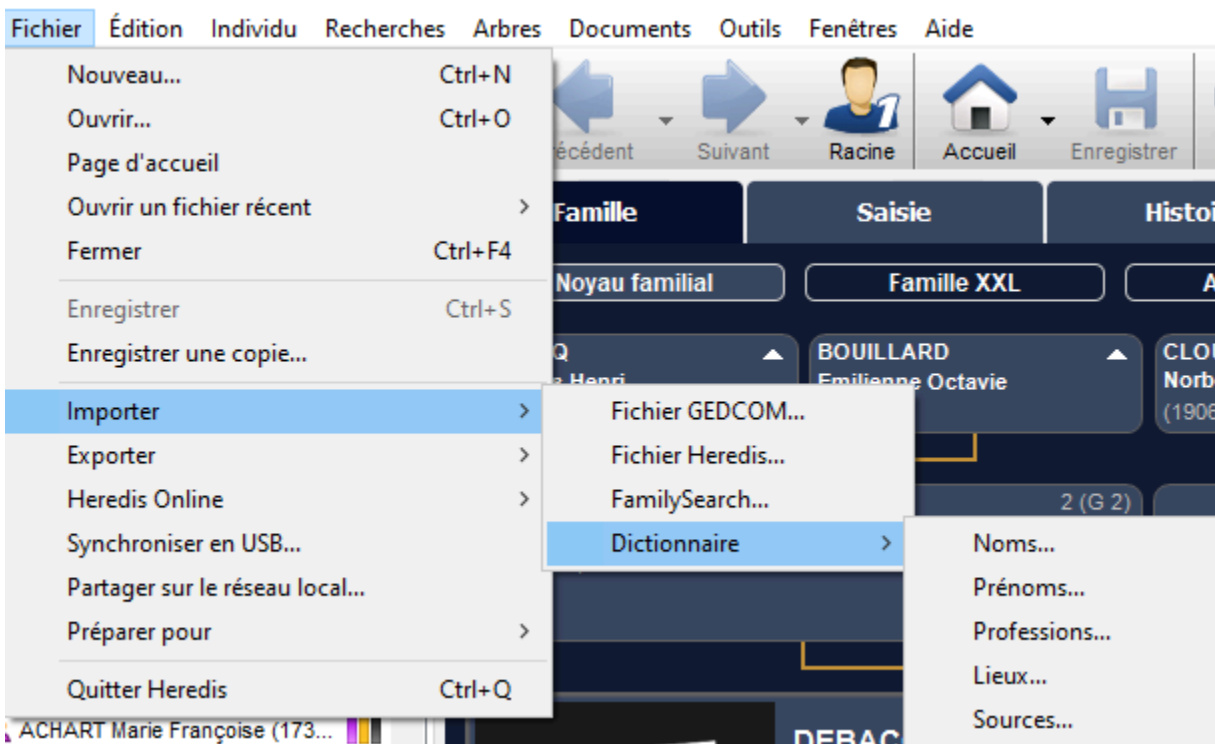 Fichier Édition Individu Recherches Arbres Documents Outils Fenêtres Aide
Nouveau... Ctrl+N
Ouvrir... Ctrl+O
Page d'accueil
Ouvrir un fichier récent
Fermer Ctrl+F4
Enregistrer Ctrl+S
Enregistrer une copie...
Importer
Exporter
Heredis Online
Synchroniser en USB...
Partager sur le réseau local...
Préparer pour
Quitter Heredis Ctrl+Q
Suivant Racine Accueil Enregistrer
Famille Saisie
Noyau familial Famille XXL
BOUILLARD
Henri Emilienne Octavie
(1906
Fichier GEDCOM...
Fichier Heredis...
FamilySearch...
Dictionnaire
2 (G 2)
Noms...
Prénoms...
Professions...
Lieux...
Sources...
ACHART Marie Françoise (173...